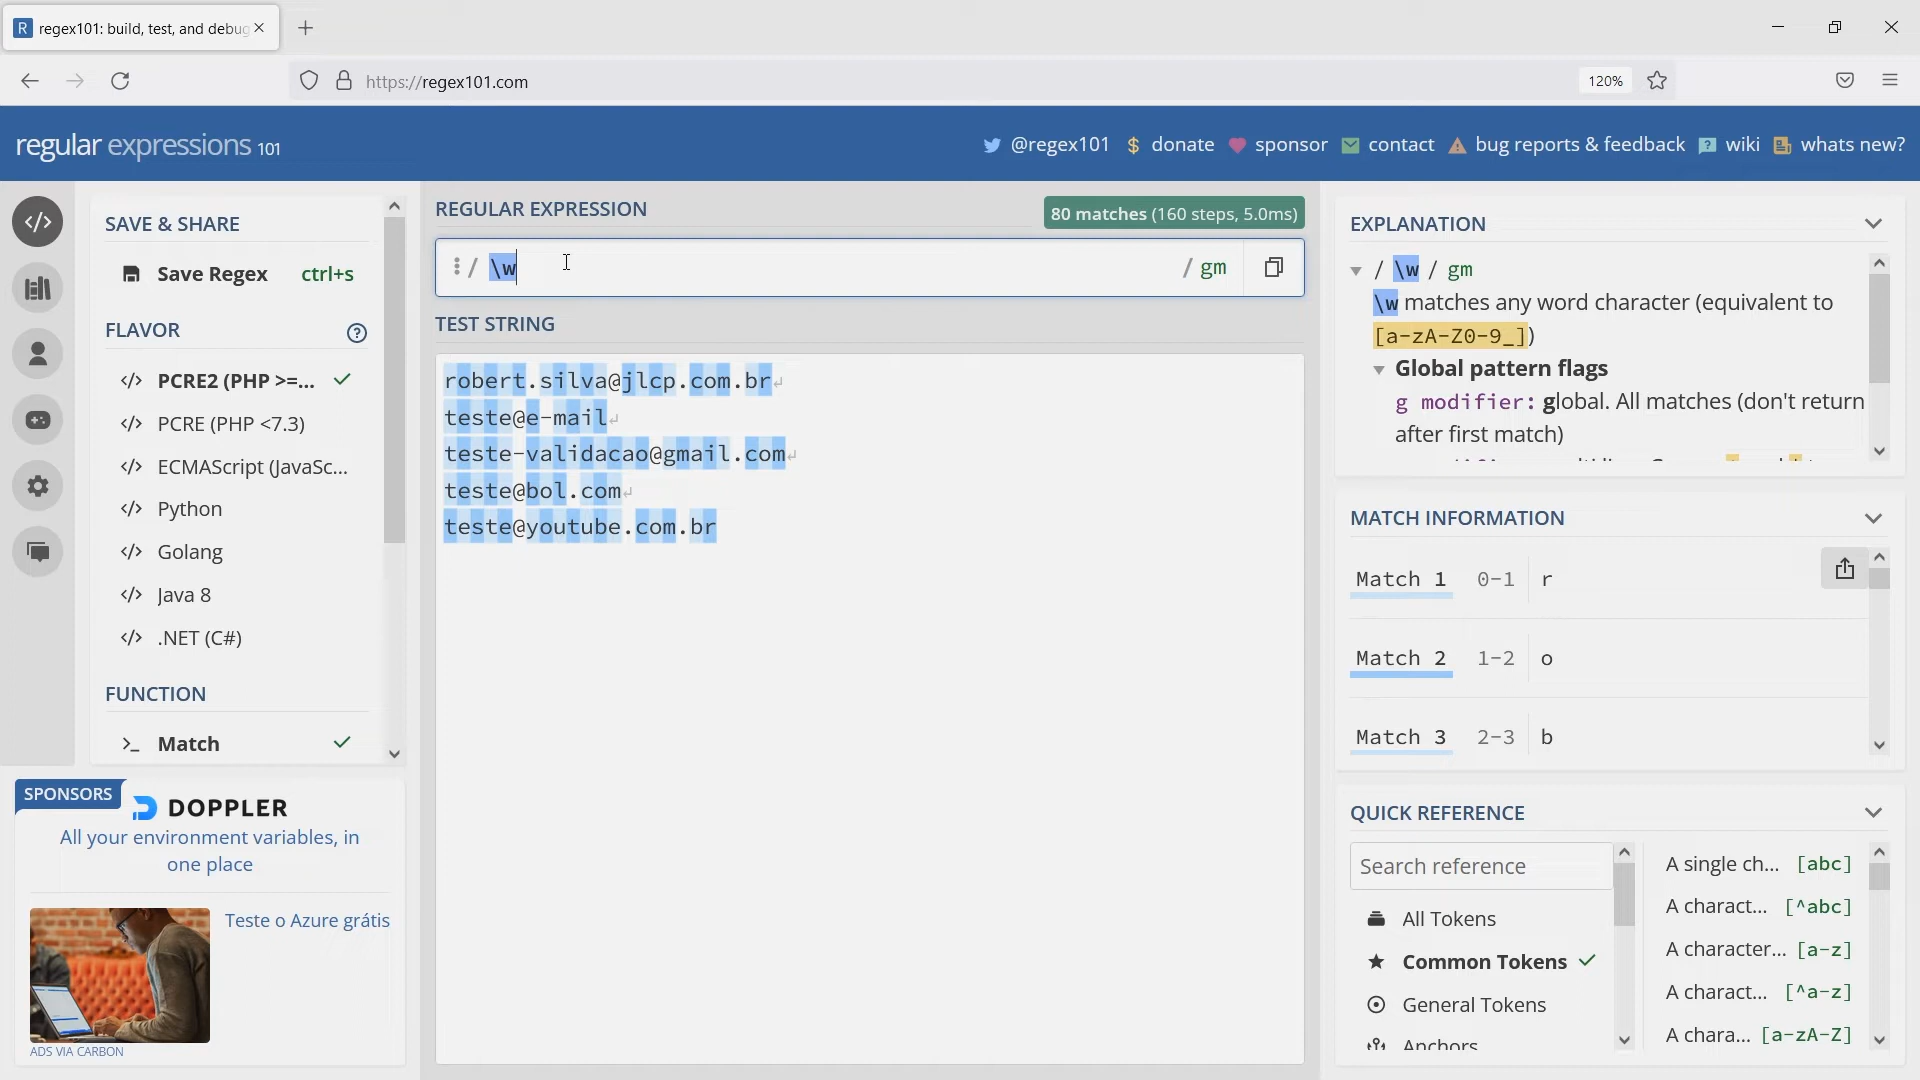 regex101: build, test, and debug
https://regex101.com
120%
regular expressions 101
@regex101
donate
sponsor
contact
bug reports & feedback
wiki
whats new?
SAVE & SHARE
Save Regex ctrl+s
FLAVOR
PCRE2 (PHP >=...
PCRE (PHP <7.3)
ECMAScript (JavaSc...
Python
Golang
Java 8
.NET (C#)
FUNCTION
Match
SPONSORS
DOPPLER
All your environment variables, in
one place
Teste o Azure grátis
ADS VIA CARBON
REGULAR EXPRESSION
80 matches (160 steps, 5.0ms)
/ \w / gm
TEST STRING
robert.silva@jlcp.com.br
teste@e-mail
teste-validacao@gmail.com
teste@bol.com
teste@youtube.com.br
EXPLANATION
/ \w / gm
\w matches any word character (equivalent to
[a-zA-Z0-9_])
Global pattern flags
g modifier: global. All matches (don't return
after first match)
MATCH INFORMATION
Match 1 0-1 r
Match 2 1-2 o
Match 3 2-3 b
QUICK REFERENCE
Search reference
All Tokens
Common Tokens
General Tokens
Anchors
A single ch... [abc]
A charact... [^abc]
A character... [a-z]
A charact... [^a-z]
A chara... [a-zA-Z]